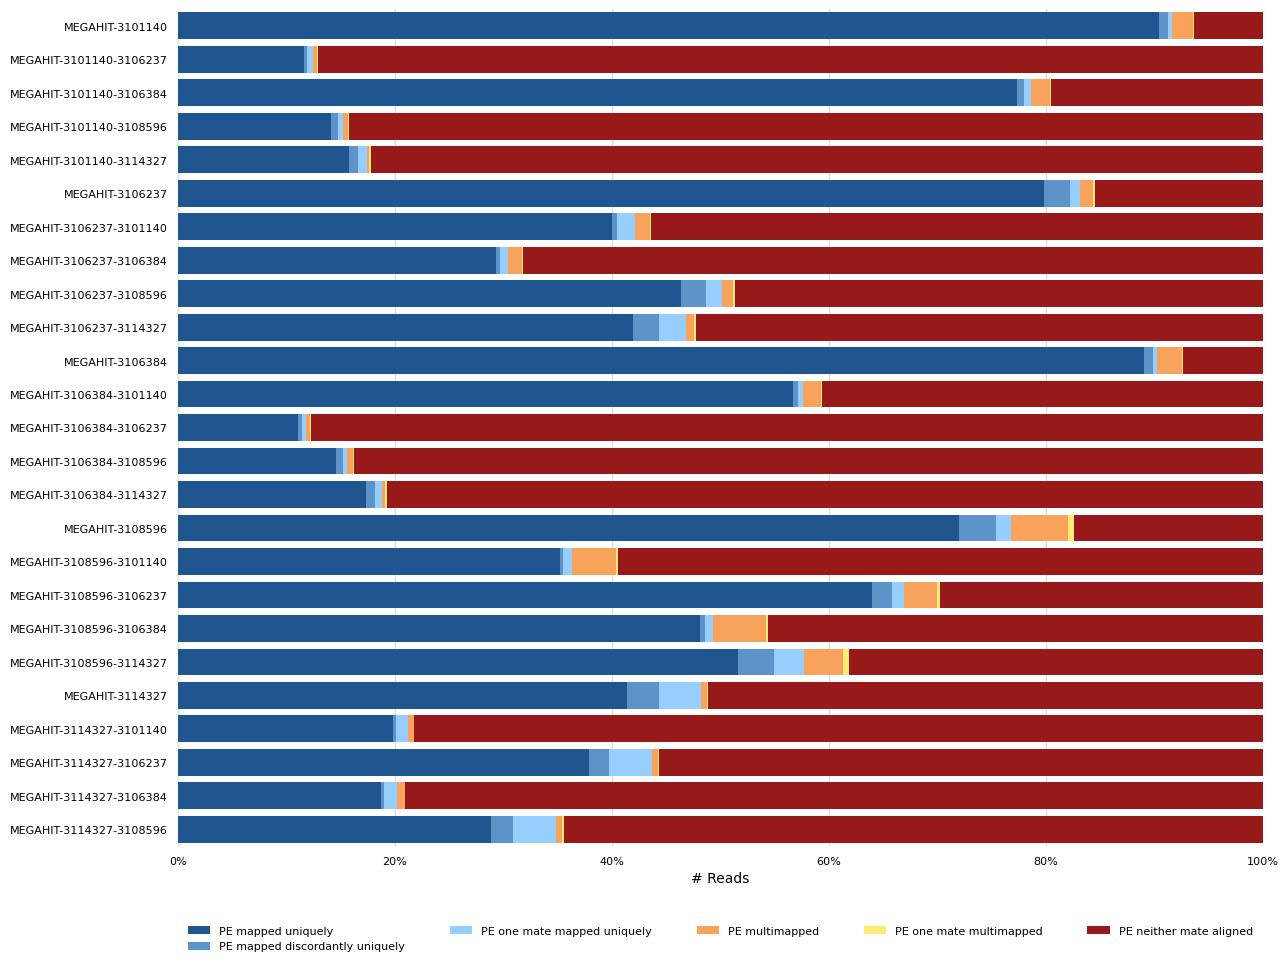 MEGAHIT-3101140
MEGAHIT-3101140-3106237
MEGAHIT-3101140-3106384
MEGAHIT-3101140-3108596
MEGAHIT-3101140-3114327
MEGAHIT-3106237
MEGAHIT-3106237-3101140
MEGAHIT-3106237-3106384
MEGAHIT-3106237-3108596
MEGAHIT-3106237-3114327
MEGAHIT-3106384
MEGAHIT-3106384-3101140
MEGAHIT-3106384-3106237
MEGAHIT-3106384-3108596
MEGAHIT-3106384-3114327
MEGAHIT-3108596
MEGAHIT-3108596-3101140
MEGAHIT-3108596-3106237
MEGAHIT-3108596-3106384
MEGAHIT-3108596-3114327
MEGAHIT-3114327
MEGAHIT-3114327-3101140
MEGAHIT-3114327-3106237
MEGAHIT-3114327-3106384
MEGAHIT-3114327-3108596
0% 20% 40% 60% 80% 100%
# Reads
PE mapped uniquely PE one mate mapped uniquely PE multimapped PE one mate multimapped PE neither mate aligned
PE mapped discordantly uniquely